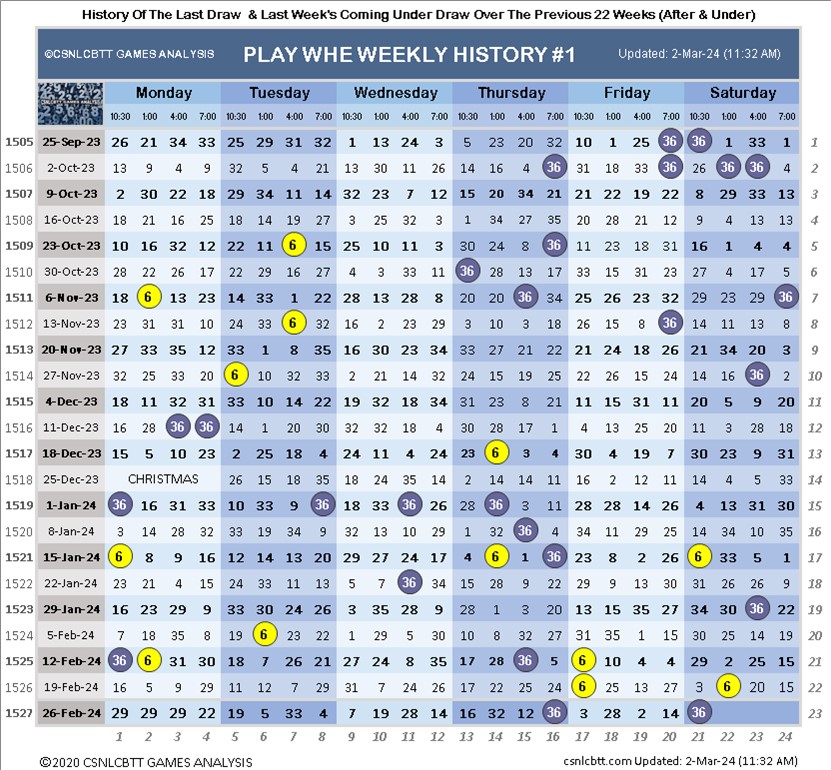 History Of The Last Draw & Last Week's Coming Under Draw Over The Previous 22 Weeks (After & Under)
©CSNLCBTT GAMES ANALYSIS PLAY WHE WEEKLY HISTORY #1 Updated: 2-Mar-24 (11:32 AM)
Monday Tuesday Wednesday Thursday Friday Saturday
10:30 1:00 4:00 7:00 10:30 1:00 4:00 7:00 10:30 1:00 4:00 7:00 10:30 1:00 4:00 7:00 10:30 1:00 4:00 7:00 10:30 1:00 4:00 7:00
1505 25-Sep-23 26 21 34 33 25 29 31 32 1 13 24 3 5 23 20 32 10 1 25 36 36 1 33 1 1
1506 2-Oct-23 13 9 4 9 32 5 4 21 13 30 11 26 14 16 4 36 31 18 33 36 26 36 36 4 2
1507 9-Oct-23 2 30 22 18 29 34 11 14 32 23 7 12 15 20 34 21 21 22 19 22 8 29 33 13 3
1508 16-Oct-23 18 21 16 25 18 14 19 27 3 25 32 3 1 34 27 35 20 28 21 12 9 4 13 13 4
1509 23-Oct-23 10 16 32 12 22 11 6 15 25 10 11 3 30 24 8 36 11 23 18 31 16 1 4 4 5
1510 30-Oct-23 28 22 26 17 22 29 16 27 4 3 33 11 36 28 13 17 33 15 31 23 27 4 17 5 6
1511 6-Nov-23 18 6 13 23 14 33 1 22 28 13 28 8 20 20 36 34 25 26 23 32 29 23 29 36 7
1512 13-Nov-23 23 31 31 10 24 33 6 32 16 2 23 29 3 10 3 18 26 15 8 36 14 11 13 14 8
1513 20-Nov-23 27 33 35 12 33 1 8 35 16 30 23 34 33 27 21 22 21 24 18 26 21 34 20 3 9
1514 27-Nov-23 32 25 33 20 6 10 32 33 2 21 14 32 24 15 19 25 22 26 15 24 14 16 36 2 10
1515 4-Dec-23 18 11 32 31 33 10 14 22 19 32 18 34 31 23 8 21 11 15 31 11 20 5 9 20 11
1516 11-Dec-23 16 28 36 36 14 1 20 30 32 32 18 4 30 28 17 1 4 13 25 20 8 11 4 3 12
1517 18-Dec-23 15 5 10 23 2 25 18 4 24 11 4 24 23 6 3 4 30 4 19 7 30 23 9 31 13
1518 25-Dec-23 CHRISTMAS 26 15 18 35 18 24 35 14 2 14 14 11 16 2 12 11 14 4 5 28 14
1519 1-Jan-24 36 16 31 33 10 33 9 36 18 33 36 26 28 36 3 11 28 28 14 26 4 13 31 30 15
1520 8-Jan-24 3 14 28 32 33 19 34 9 32 13 10 29 1 32 36 4 34 11 29 25 14 34 10 35 16
1521 15-Jan-24 6 8 9 16 12 14 13 20 29 27 24 17 4 6 1 36 23 8 2 26 6 33 5 1 17
1522 22-Jan-24 23 21 4 15 24 33 11 13 5 7 36 34 15 28 9 22 29 9 13 30 31 26 26 9 18
1523 29-Jan-24 16 23 29 9 33 30 24 26 3 35 28 9 28 1 3 20 13 15 35 27 34 30 36 22 19
1524 5-Feb-24 7 18 35 8 19 6 23 22 1 29 5 30 10 8 32 27 31 35 1 15 30 25 14 19 20
1525 12-Feb-24 36 6 31 30 18 7 26 21 27 24 8 35 17 28 36 5 6 10 4 4 29 2 25 15 21
1526 19-Feb-24 16 5 9 29 11 12 7 29 31 7 24 26 17 22 25 24 6 25 13 27 3 6 20 15 22
1527 26-Feb-24 29 29 29 22 19 5 33 4 7 19 28 14 16 32 12 36 3 28 2 14 36 23
1 2 3 4 5 6 7 8 9 10 11 12 13 14 15 16 17 18 19 20 21 22 23 24
©2020 CSNLCBTT GAMES ANALYSIS csnlcbtt.com Updated: 2-Mar-24 (11:32 AM)